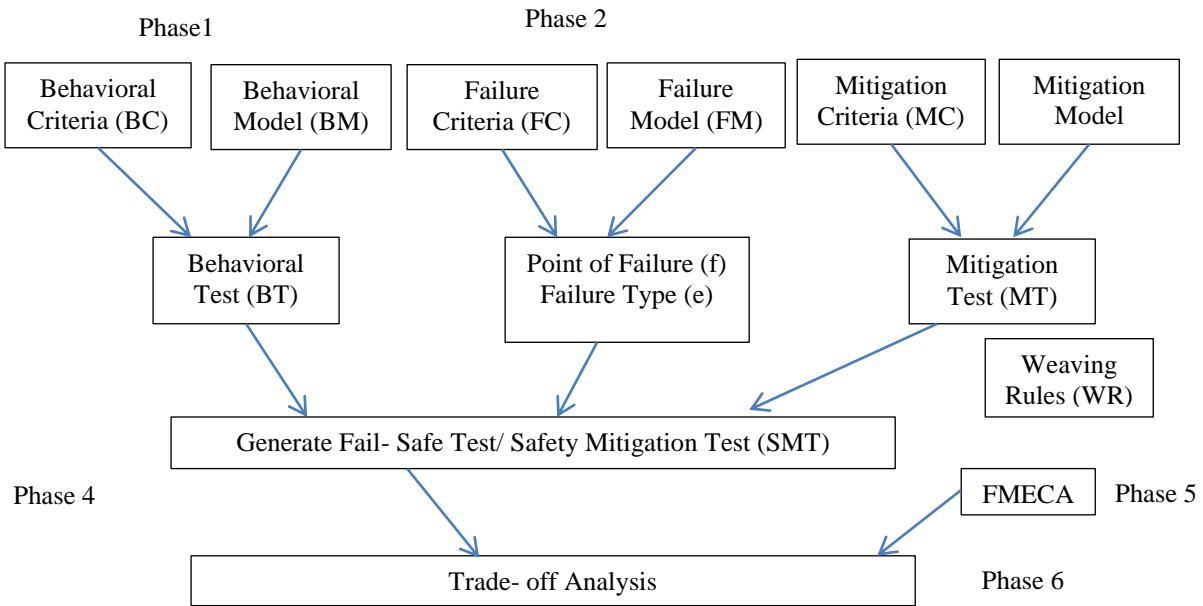 Phase1
Phase 2
Behavioral
Criteria (BC)
Behavioral
Model (BM)
Failure
Criteria (FC)
Failure
Model (FM)
Mitigation
Criteria (MC)
Mitigation
Model
Behavioral
Test (BT)
Point of Failure (f)
Failure Type (e)
Mitigation
Test (MT)
Weaving
Rules (WR)
Generate Fail- Safe Test/ Safety Mitigation Test (SMT)
Phase 4
FMECA
Phase 5
Trade- off Analysis
Phase 6